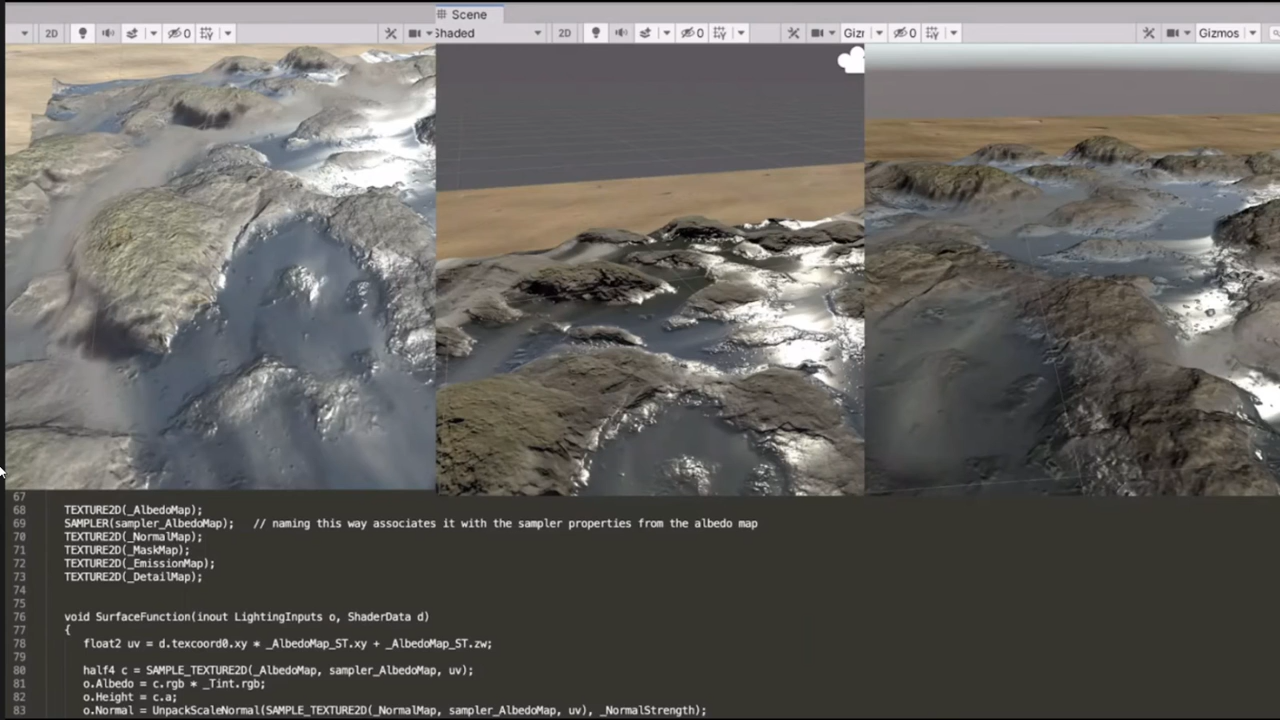 Scene
2D
0
Shaded
2D
0
Giz
0
Gizmos
67
68 TEXTURE2D(_AlbedoMap);
69 SAMPLER(sampler_AlbedoMap);   // naming this way associates it with the sampler properties from the albedo map
70 TEXTURE2D(_NormalMap);
71 TEXTURE2D(_MaskMap);
72 TEXTURE2D(_EmissionMap);
73 TEXTURE2D(_DetailMap);
74
75
76 void SurfaceFunction(inout LightingInputs o, ShaderData d)
77 {
78 float2 uv = d.texcoord0.xy * _AlbedoMap_ST.xy + _AlbedoMap_ST.zw;
79
80 half4 c = SAMPLE_TEXTURE2D(_AlbedoMap, sampler_AlbedoMap, uv);
81 o.Albedo = c.rgb * _Tint.rgb;
82 o.Height = c.a;
83 o.Normal = UnpackScaleNormal(SAMPLE_TEXTURE2D(_NormalMap, sampler_AlbedoMap, uv), _NormalStrength);